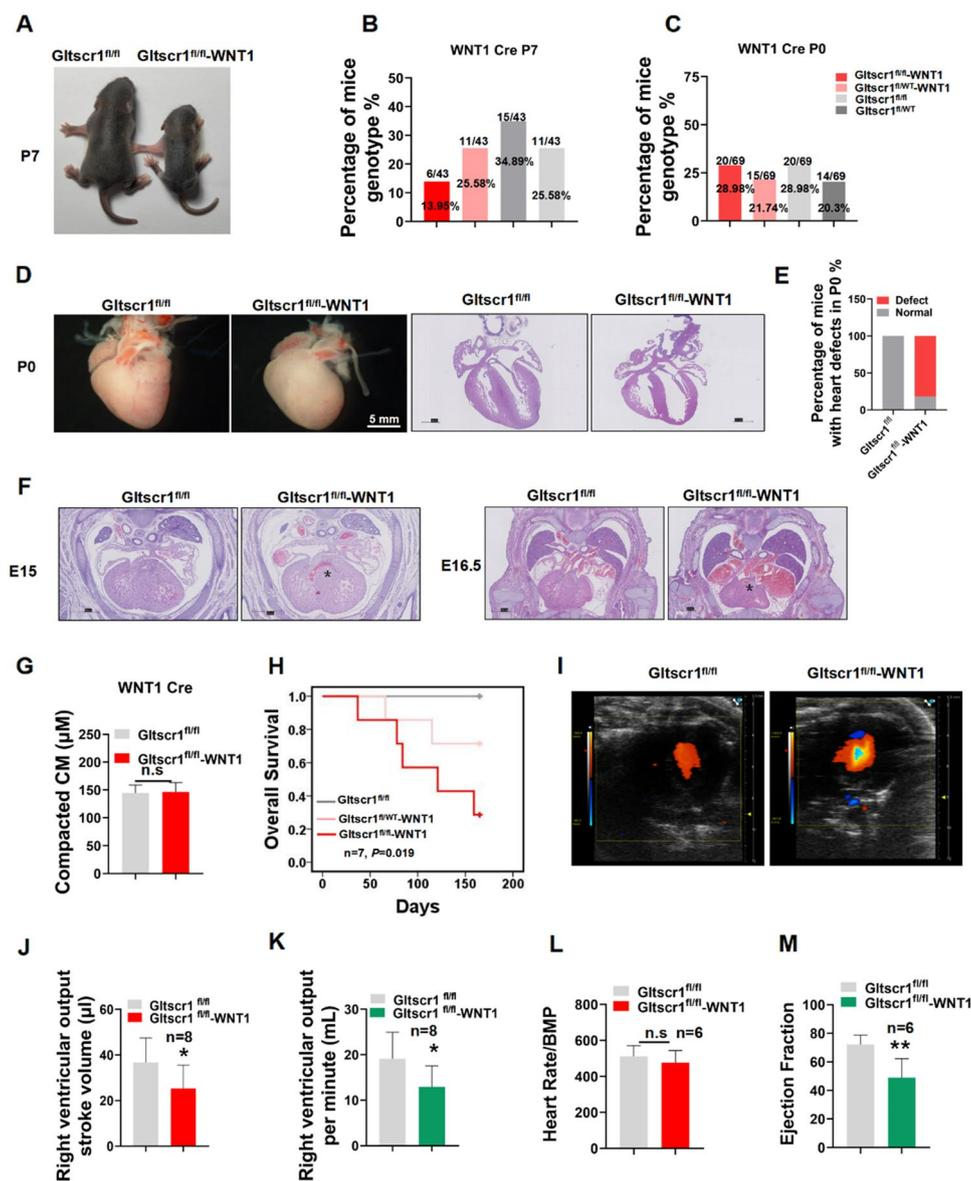 A
Gltscr1fl/fl
Gltscr1fl/fl-WNT1
P7
B
WNT1 Cre P7
Percentage of mice
genotype %
50
40
30
20
10
0
6/43
11/43
15/43
11/43
13.95%
25.58%
34.89%
25.58%
C
WNT1 Cre P0
Percentage of mice
genotype %
75
50
25
0
20/69
15/69
20/69
14/69
28.98%
21.74%
28.98%
20.3%
Gltscr1fl/fl-WNT1
Gltscr1fl/WT-WNT1
Gltscr1fl/fl
Gltscr1fl/WT
D
Gltscr1fl/fl
Gltscr1fl/fl-WNT1
Gltscr1fl/fl
Gltscr1fl/fl-WNT1
P0
5 mm
E
Percentage of mice
with heart defects in P0 %
150
100
50
0
Defect
Normal
Gltscr1fl/fl
Gltscr1fl/fl-WNT1
F
Gltscr1fl/fl
Gltscr1fl/fl-WNT1
Gltscr1fl/fl
Gltscr1fl/fl-WNT1
E15
*
E16.5
*
G
WNT1 Cre
Compacted CM (µM)
250
200
150
100
50
0
Gltscr1fl/fl
Gltscr1fl/fl-WNT1
n.s
H
Overall Survival
1.0
0.8
0.6
0.4
0.2
0.0
Gltscr1fl/fl
Gltscr1fl/WT-WNT1
Gltscr1fl/fl-WNT1
n=7, P=0.019
0 50 100 150 200
Days
I
Gltscr1fl/fl
Gltscr1fl/fl-WNT1
J
Right ventricular output
stroke volume (µl)
60
40
20
0
Gltscr1 fl/fl
Gltscr1 fl/fl-WNT1
n=8
*
K
Right ventricular output
per minute (mL)
30
20
10
0
Gltscr1 fl/fl
Gltscr1 fl/fl-WNT1
n=8
*
L
Heart Rate/BMP
800
600
400
200
0
Gltscr1fl/fl
Gltscr1fl/fl-WNT1
n.s n=6
M
Ejection Fraction
100
80
60
40
20
0
Gltscr1fl/fl
Gltscr1fl/fl-WNT1
n=6
**